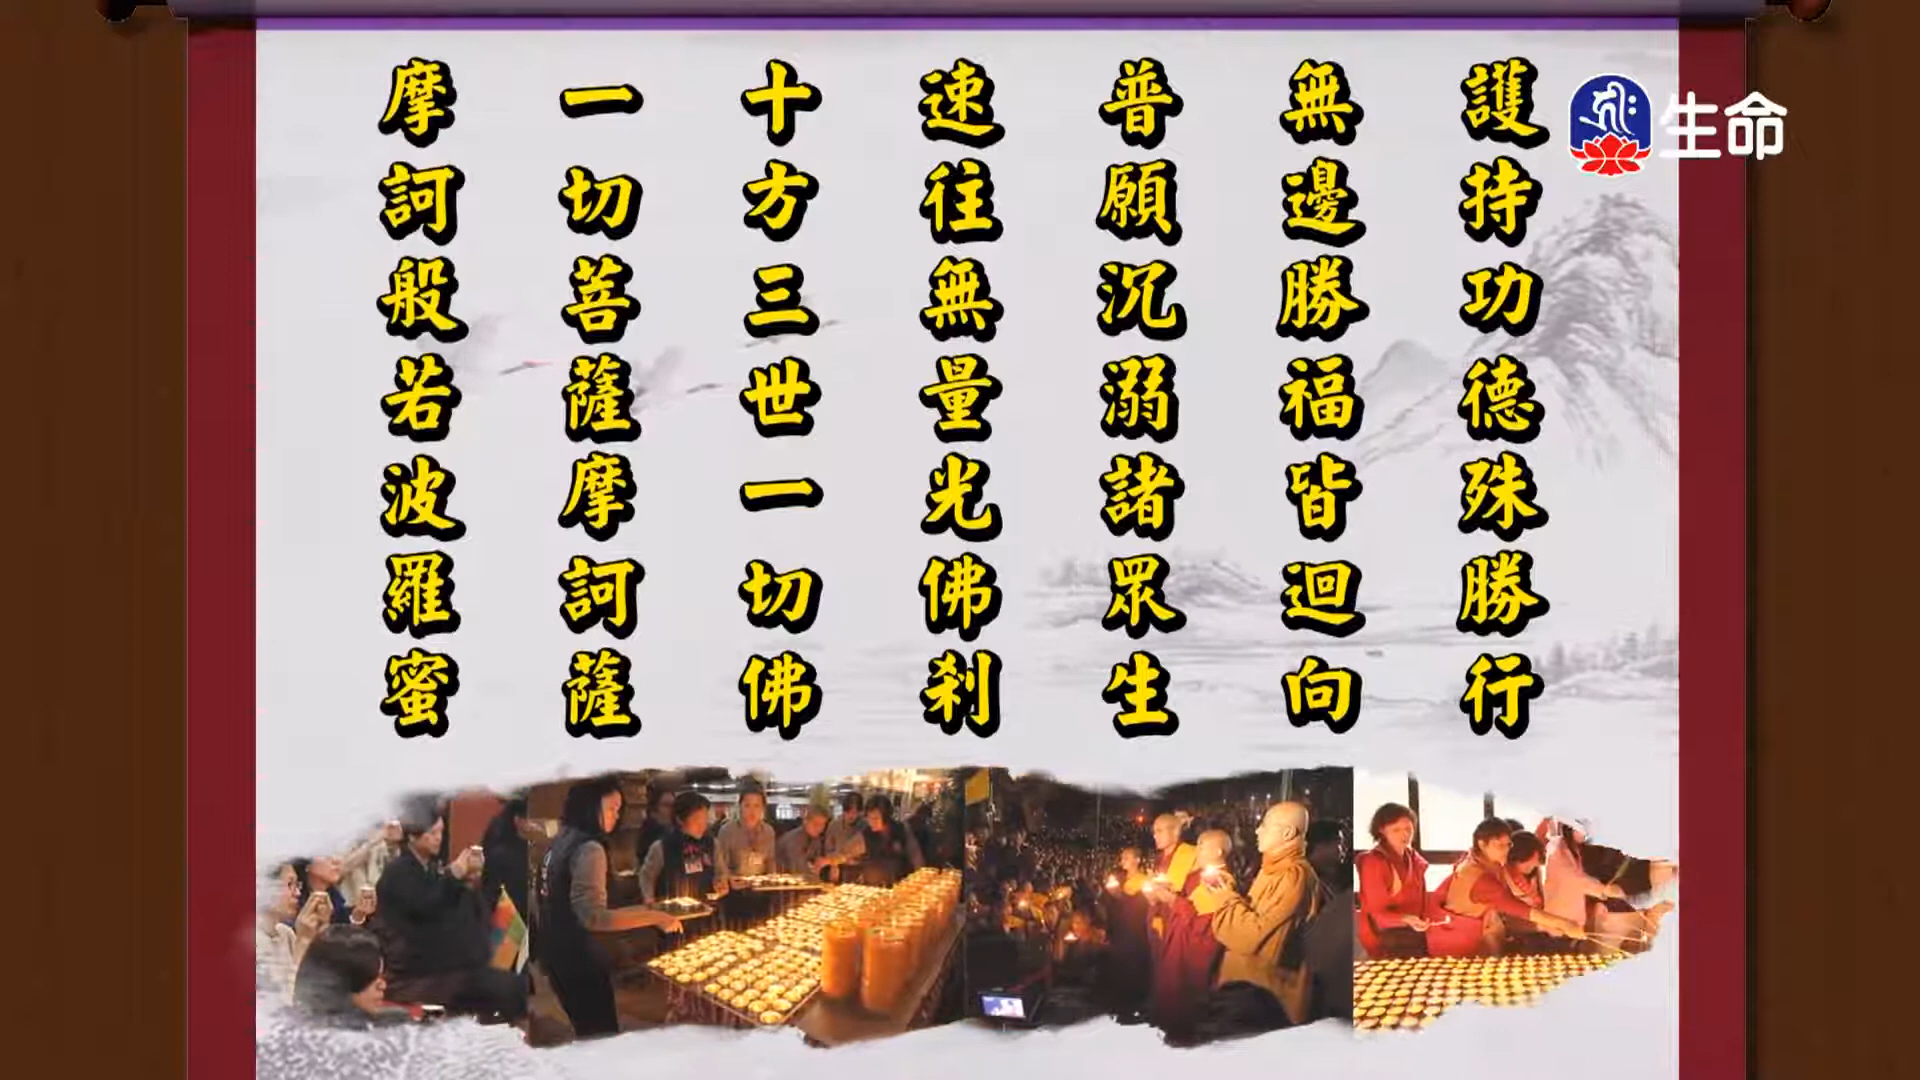 護持功德殊勝行
無邊勝福皆迴向
普願沉溺諸眾生
速往無量光佛剎
十方三世一切佛
一切菩薩摩訶薩
摩訶般若波羅蜜
生命